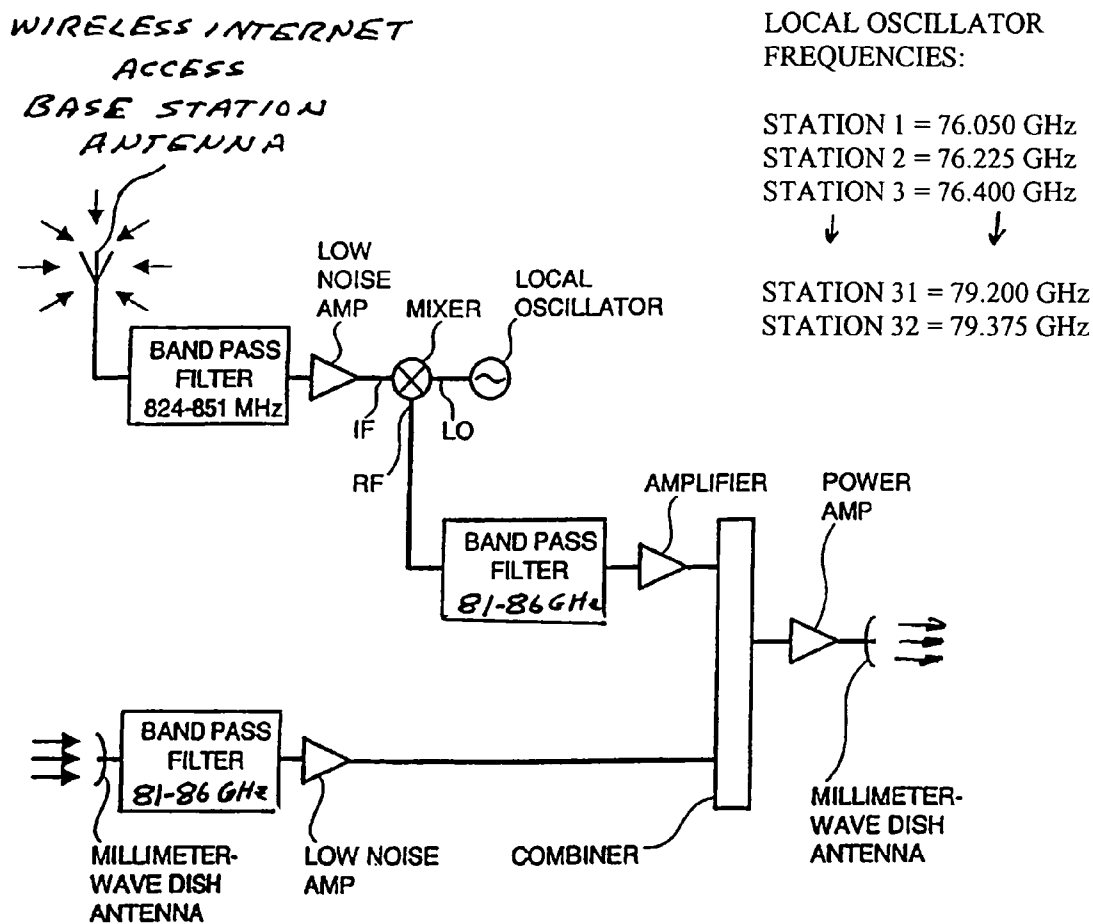 WIRELESS INTERNET
ACCESS
BASE STATION
ANTENNA
LOCAL OSCILLATOR
FREQUENCIES:
STATION 1 = 76.050 GHz
STATION 2 = 76.225 GHz
STATION 3 = 76.400 GHz
STATION 31 = 79.200 GHz
STATION 32 = 79.375 GHz
LOW
NOISE
AMP
MIXER
LOCAL
OSCILLATOR
BAND PASS
FILTER
824-851 MHz
IF
LO
RF
AMPLIFIER
POWER
AMP
BAND PASS
FILTER
81-86 GHz
BAND PASS
FILTER
81-86 GHz
MILLIMETER-
WAVE DISH
ANTENNA
LOW NOISE
AMP
COMBINER
MILLIMETER-
WAVE DISH
ANTENNA